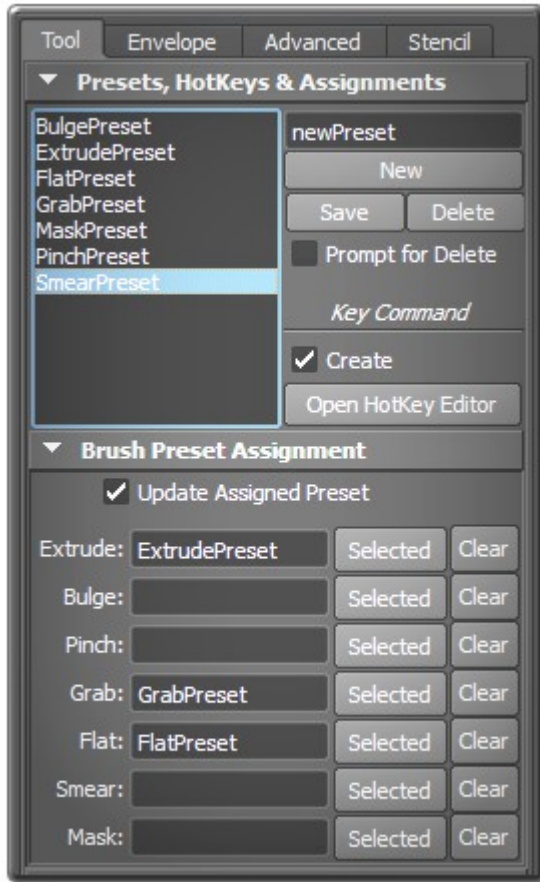 Tool Envelope Advanced Stencil
Presets, HotKeys & Assignments
BulgePreset
ExtrudePreset
FlatPreset
GrabPreset
MaskPreset
PinchPreset
SmearPreset
newPreset
New
Save Delete
Prompt for Delete
Key Command
Create
Open HotKey Editor
Brush Preset Assignment
Update Assigned Preset
Extrude: ExtrudePreset Selected Clear
Bulge: Selected Clear
Pinch: Selected Clear
Grab: GrabPreset Selected Clear
Flat: FlatPreset Selected Clear
Smear: Selected Clear
Mask: Selected Clear